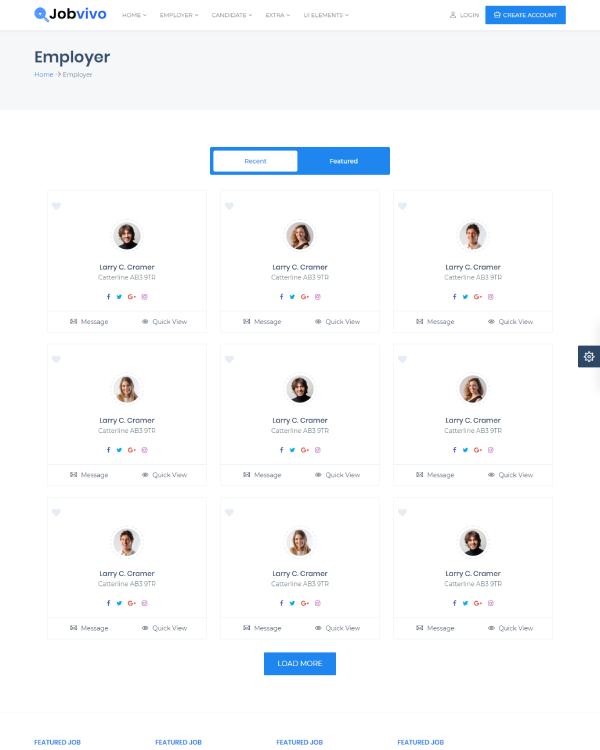 Jobvivo HOME EMPLOYER CANDIDATE EXTRA UI ELEMENTS LOGIN CREATE ACCOUNT
Employer
Home → Employer
Recent Featured
Larry C. Cramer Larry C. Cramer Larry C. Cramer
Catterline AB3 9TR Catterline AB3 9TR Catterline AB3 9TR
Message Quick View Message Quick View Message Quick View
Larry C. Cramer Larry C. Cramer Larry C. Cramer
Catterline AB3 9TR Catterline AB3 9TR Catterline AB3 9TR
Message Quick View Message Quick View Message Quick View
Larry C. Cramer Larry C. Cramer Larry C. Cramer
Catterline AB3 9TR Catterline AB3 9TR Catterline AB3 9TR
Message Quick View Message Quick View Message Quick View
LOAD MORE
FEATURED JOB FEATURED JOB FEATURED JOB FEATURED JOB